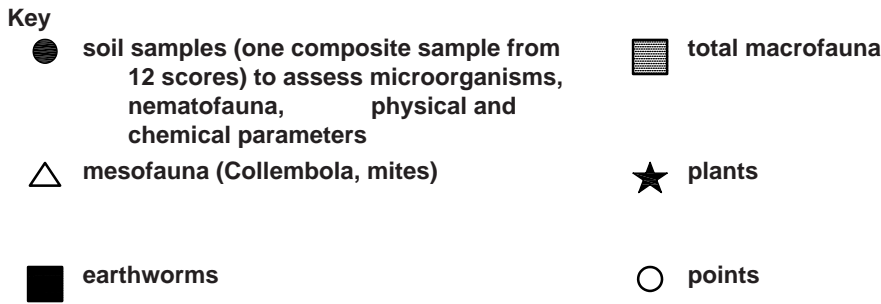 Key
soil samples (one composite sample from
12 scores) to assess microorganisms,
nematofauna, physical and
chemical parameters
mesofauna (Collembola, mites)
earthworms
total macrofauna
plants
points